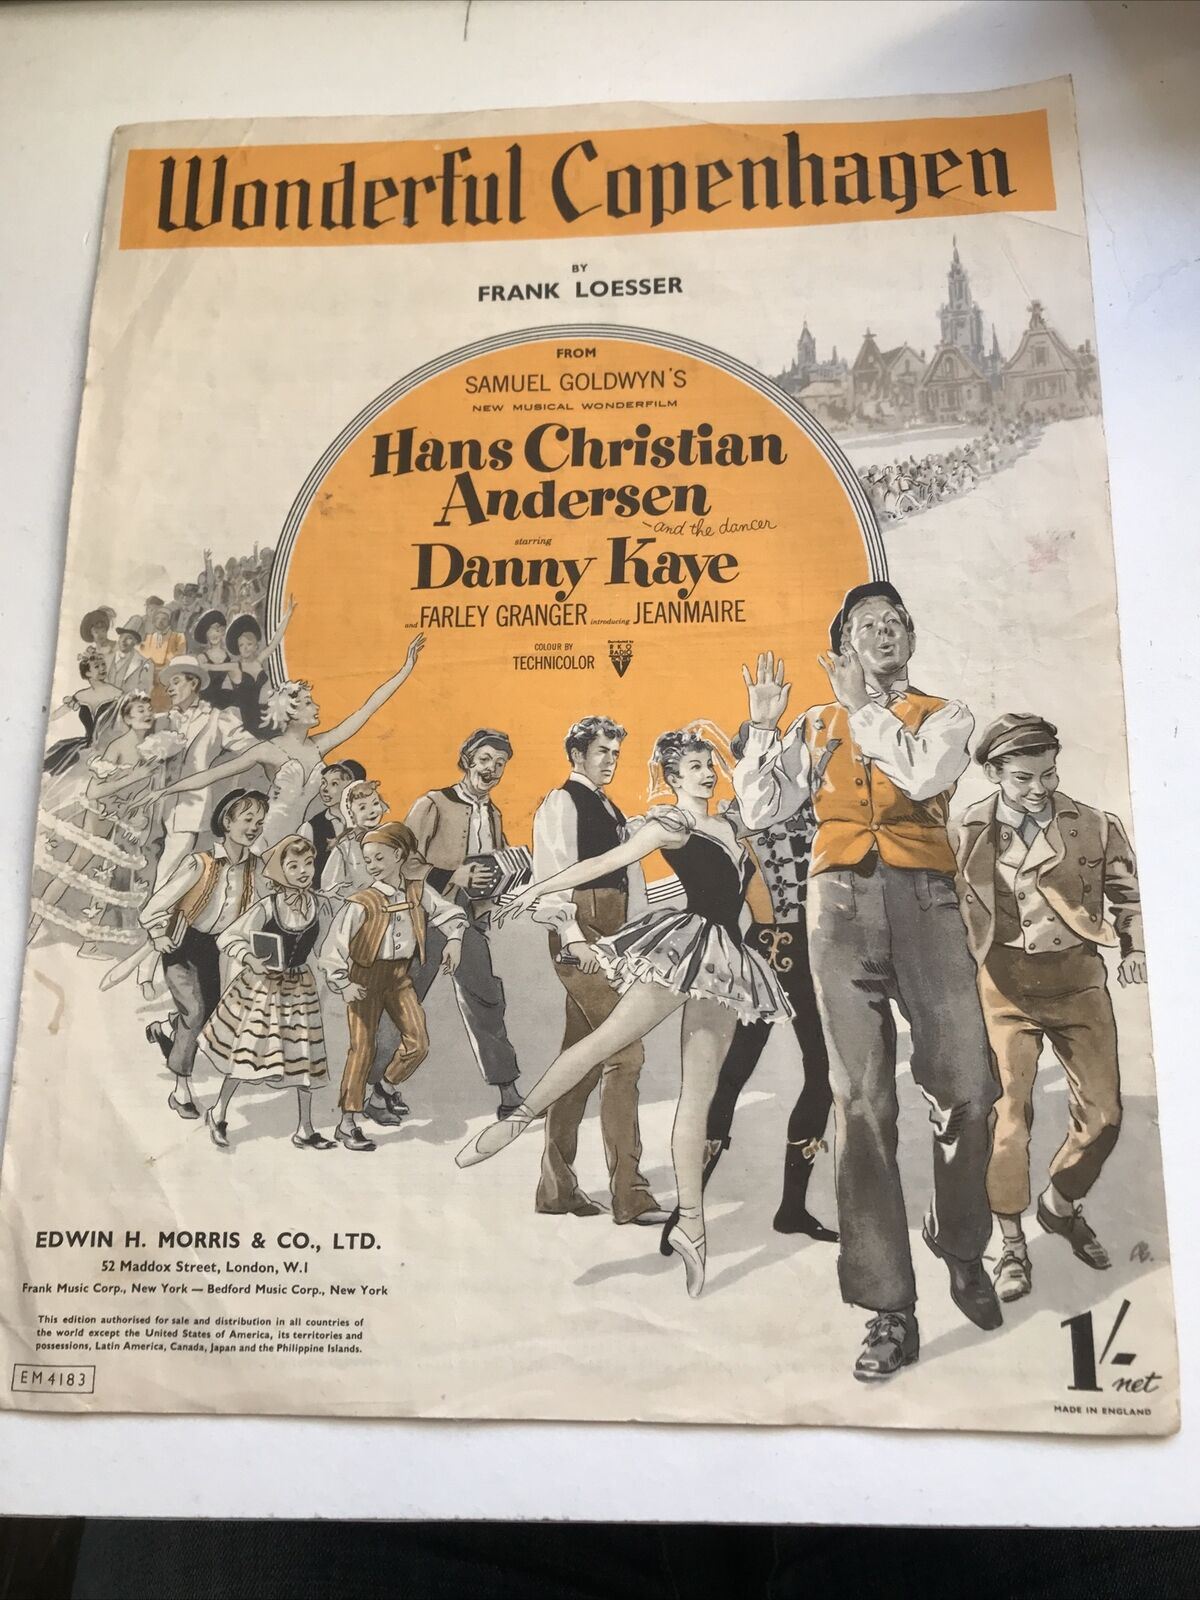 Wonderful Copenhagen
BY
FRANK LOESSER
FROM
SAMUEL GOLDWYN'S
NEW MUSICAL WONDERFILM
Hans Christian
Andersen
-and the dancer
starring
Danny Kaye
and FARLEY GRANGER introducing JEANMAIRE
COLOUR BY
TECHNICOLOR
Distributed by
RKO
RADIO
EDWIN H. MORRIS & CO., LTD.
52 Maddox Street, London, W.1
Frank Music Corp., New York — Bedford Music Corp., New York
This edition authorised for sale and distribution in all countries of
the world except the United States of America, its territories and
possessions, Latin America, Canada, Japan and the Philippine Islands.
EM 4183
1/-
net
MADE IN ENGLAND